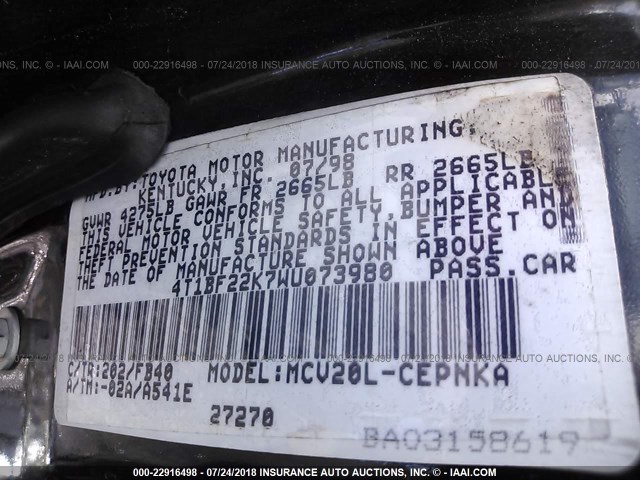 000-22916498 - 07/24/2018 - INSURANCE AUTO AUCTIONS, INC. © - IAAI.COM
MFD.BY:TOYOTA MOTOR MANUFACTURING,
KENTUCKY,INC. 07/98
GVWR 4275LB GAWR FR 2665LB RR 2665LB
THIS VEHICLE CONFORMS TO ALL APPLICABLE
FEDERAL MOTOR VEHICLE SAFETY,BUMPER AND
THEFT PREVENTION STANDARDS IN EFFECT ON
THE DATE OF MANUFACTURE SHOWN ABOVE
4T1BF22K7WU073980 PASS.CAR
C/TR:202/FB40 MODEL:MCV20L-CEPNKA
A/TM:-02A/A541E
27270
BA03158619
000-22916498 - 07/24/2018 - INSURANCE AUTO AUCTIONS, INC. © - IAAI.COM